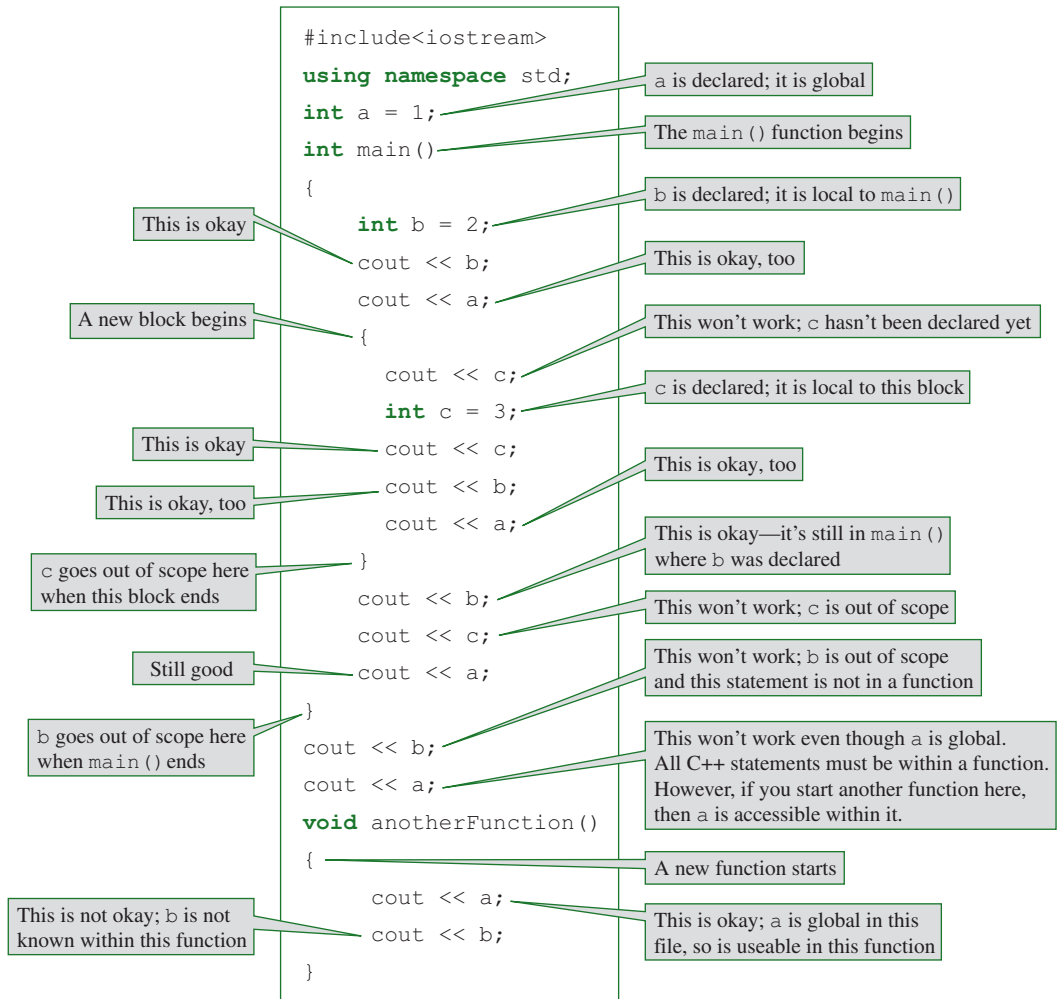 #include<iostream>
using namespace std;
a is declared; it is global
int a = 1;
The main() function begins
int main()
{
b is declared; it is local to main()
This is okay
int b = 2;
cout << b;
This is okay, too
cout << a;
A new block begins
This won't work; c hasn't been declared yet
{
cout << c;
c is declared; it is local to this block
int c = 3;
This is okay
cout << c;
This is okay, too
This is okay, too
cout << b;
cout << a;
This is okay—it's still in main()
where b was declared
c goes out of scope here
when this block ends
}
cout << b;
This won't work; c is out of scope
cout << c;
Still good
cout << a;
This won't work; b is out of scope
and this statement is not in a function
}
b goes out of scope here
when main() ends
cout << b;
This won't work even though a is global.
All C++ statements must be within a function.
However, if you start another function here,
then a is accessible within it.
cout << a;
void anotherFunction()
{
A new function starts
cout << a;
This is not okay; b is not
known within this function
This is okay; a is global in this
file, so is useable in this function
cout << b;
}